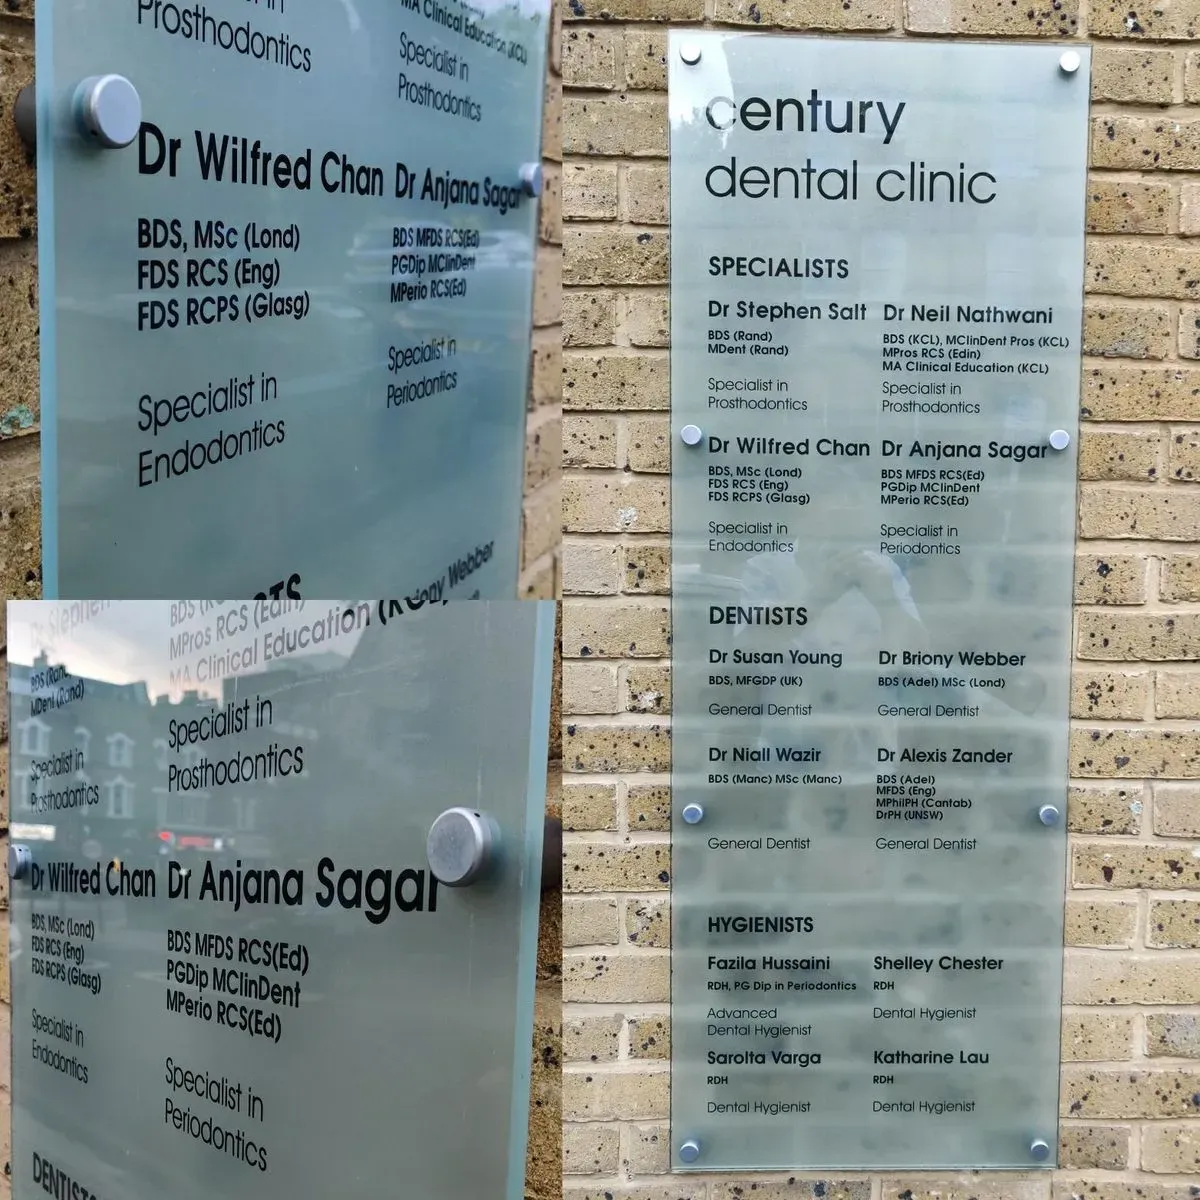 Prosthodontics
MA Clinical Education (KCL)
Specialist in
Prosthodontics
Dr Wilfred Chan
BDS, MSc (Lond)
FDS RCS (Eng)
FDS RCPS (Glasg)
Specialist in
Endodontics
Dr Anjana Sagar
BDS MFDS RCS(Ed)
PGDip MClinDent
MPerio RCS(Ed)
Specialist in
Periodontics
Webber
Dr Stephen
BDS (Rand)
MDent (Rand)
Specialist in
Prosthodontics
MPros RCS (Edin)
MA Clinical Education (KCL)
Specialist in
Prosthodontics
Dr Wilfred Chan
BDS, MSc (Lond)
FDS RCS (Eng)
FDS RCPS (Glasg)
Specialist in
Endodontics
Dr Anjana Sagar
BDS MFDS RCS(Ed)
PGDip MClinDent
MPerio RCS(Ed)
Specialist in
Periodontics
DENTISTS
century
dental clinic
SPECIALISTS
Dr Stephen Salt
BDS (Rand)
MDent (Rand)
Specialist in
Prosthodontics
Dr Neil Nathwani
BDS (KCL), MClinDent Pros (KCL)
MPros RCS (Edin)
MA Clinical Education (KCL)
Specialist in
Prosthodontics
Dr Wilfred Chan
BDS, MSc (Lond)
FDS RCS (Eng)
FDS RCPS (Glasg)
Specialist in
Endodontics
Dr Anjana Sagar
BDS MFDS RCS(Ed)
PGDip MClinDent
MPerio RCS(Ed)
Specialist in
Periodontics
DENTISTS
Dr Susan Young
BDS, MFGDP (UK)
General Dentist
Dr Briony Webber
BDS (Adel) MSc (Lond)
General Dentist
Dr Niall Wazir
BDS (Manc) MSc (Manc)
General Dentist
Dr Alexis Zander
BDS (Adel)
MFDS (Eng)
MPhilPH (Cantab)
DrPH (UNSW)
General Dentist
HYGIENISTS
Fazila Hussaini
RDH, PG Dip in Periodontics
Advanced
Dental Hygienist
Shelley Chester
RDH
Dental Hygienist
Sarolta Varga
RDH
Dental Hygienist
Katharine Lau
RDH
Dental Hygienist